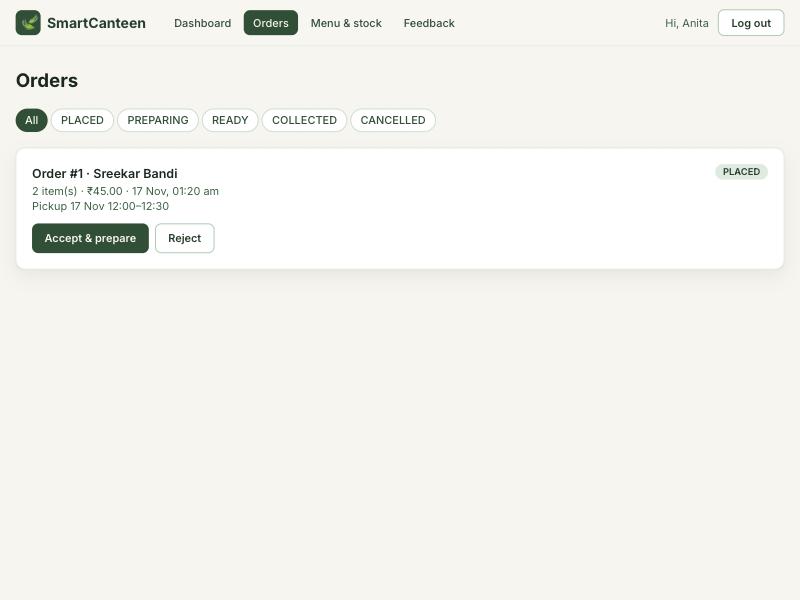 SmartCanteen
Dashboard
Orders
Menu & stock
Feedback
Hi, Anita
Log out
Orders
All
PLACED
PREPARING
READY
COLLECTED
CANCELLED
Order #1 · Sreekar Bandi
PLACED
2 item(s) · ₹45.00 · 17 Nov, 01:20 am
Pickup 17 Nov 12:00–12:30
Accept & prepare
Reject